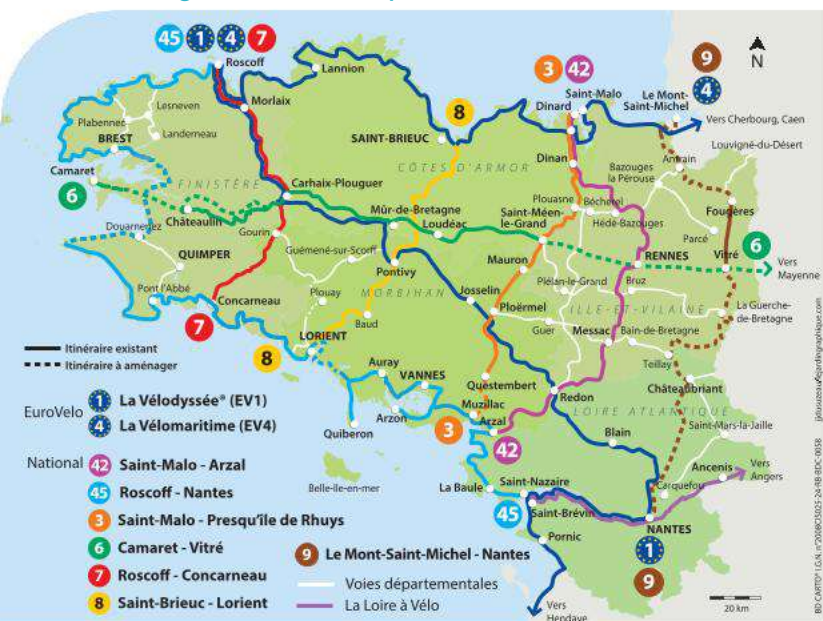 45 1 4 7
Roscoff
Lannion
Morlaix
Lesneven
Plabennec
Landerneau
BREST
Camaret
6
FINISTÈRE
Châteaulin
Carhaix-Plouguer
Douarnenez
QUIMPER
Gourin
Pont l'Abbé
Concarneau
7
SAINT-BRIEUC
8
CÔTES D'ARMOR
Mûr-de-Bretagne
Loudéac
Guémené-sur-Scorff
Pontivy
MORBIHAN
Plouay
Baud
LORIENT
8
Auray
VANNES
Josselin
Quiberon
Arzon
Belle-Ile-en-mer
3 42
Saint-Malo
Dinard
Dinan
9
4
Le Mont-
Saint-Michel
Vers Cherbourg, Caen
N
Louvigné-du-Désert
Antrain
Bazouges
la Pérouse
Plouasne
Bécherel
Hédé-Bazouges
Saint-Méen-
le-Grand
Fougères
Parcé
6
Vitré
Vers
Mayenne
RENNES
Mauron
Plélan-le-Grand
Bruz
Ploërmel
ILLE-ET-VILAINE
La Guerche-
de-Bretagne
Guer
Messac
Bain-de-Bretagne
Teillay
Questembert
Châteaubriant
Muzillac
Redon
LOIRE ATLANTIQUE
3
Arzal
42
Blain
Saint-Mars-la-Jaille
Ancenis
Vers
Angers
Carquefou
La Baule
Saint-Nazaire
45
Saint-Brévin
NANTES
1
9
Pornic
Vers
Hendaye
20 km
Itinéraire existant
Itinéraire à aménager
EuroVelo
1 La Vélodyssée® (EV1)
4 La Vélomaritime (EV4)
National
42 Saint-Malo - Arzal
45 Roscoff - Nantes
3 Saint-Malo - Presqu'île de Rhuys
6 Camaret - Vitré
7 Roscoff - Concarneau
8 Saint-Brieuc - Lorient
9 Le Mont-Saint-Michel - Nantes
Voies départementales
La Loire à Vélo